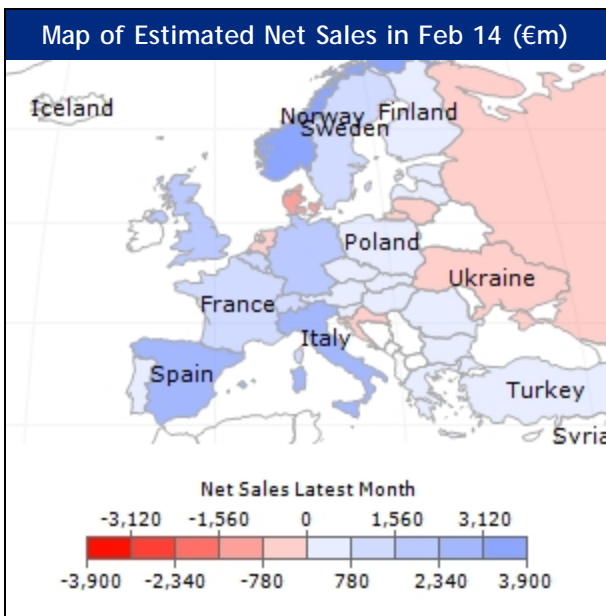 Map of Estimated Net Sales in Feb 14 (€m)
Iceland
Norway Finland
Sweden
Poland
Ukraine
France
Italy
Spain
Turkey
Syria
Net Sales Latest Month
-3,120 -1,560 0 1,560 3,120
-3,900 -2,340 -780 780 2,340 3,900